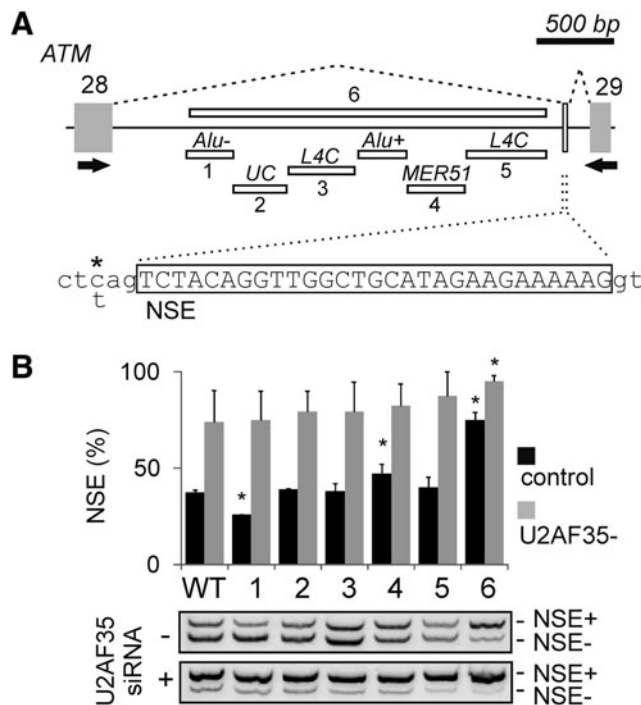 A
500 bp
ATM
28
29
6
Alu-
L4C
Alu+
L4C
1
UC
3
MER51
5
2
4
*
ctcagTCTACAGGTTGGCTGCATAGAAGAAAAAGgt
t
NSE
B
NSE (%)
100
50
0
*
*
*
*
control
U2AF35-
WT 1 2 3 4 5 6
U2AF35 siRNA
- - NSE+
- NSE-
+ - NSE+
- NSE-